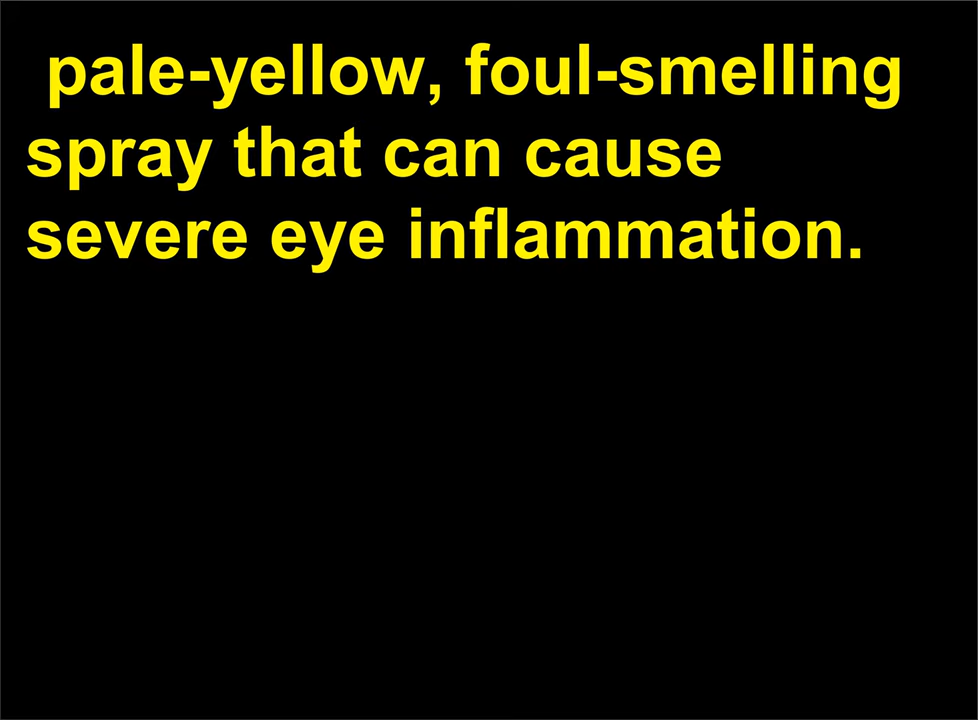 pale-yellow, foul-smelling
spray that can cause
severe eye inflammation.